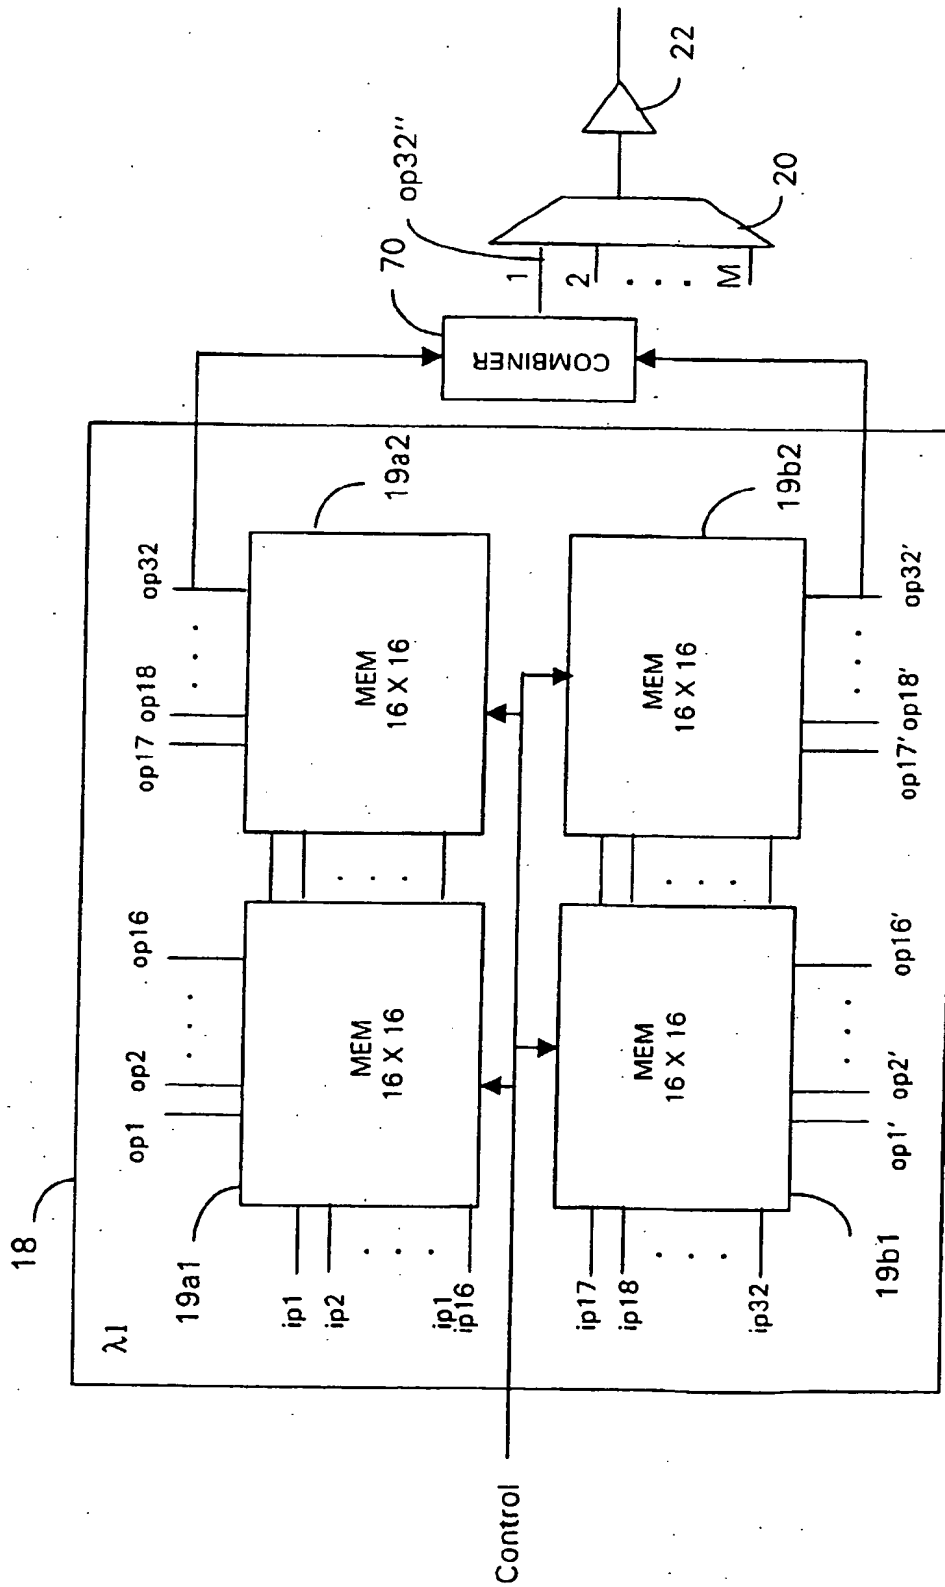 18
λ1
op1
op2
. . .
op16
op17
op18
. . .
op32
19a1
19a2
ip1
ip2
. . . .
ip1
ip16
MEM
16 X 16
. . .
MEM
16 X 16
Control
ip17
ip18
. . . .
ip32
MEM
16 X 16
. . .
MEM
16 X 16
19b1
19b2
op1'
op2'
. . .
op16'
op17'
op18'
. . .
op32'
70
COMBINER
op32''
1
2
. . .
M
20
22